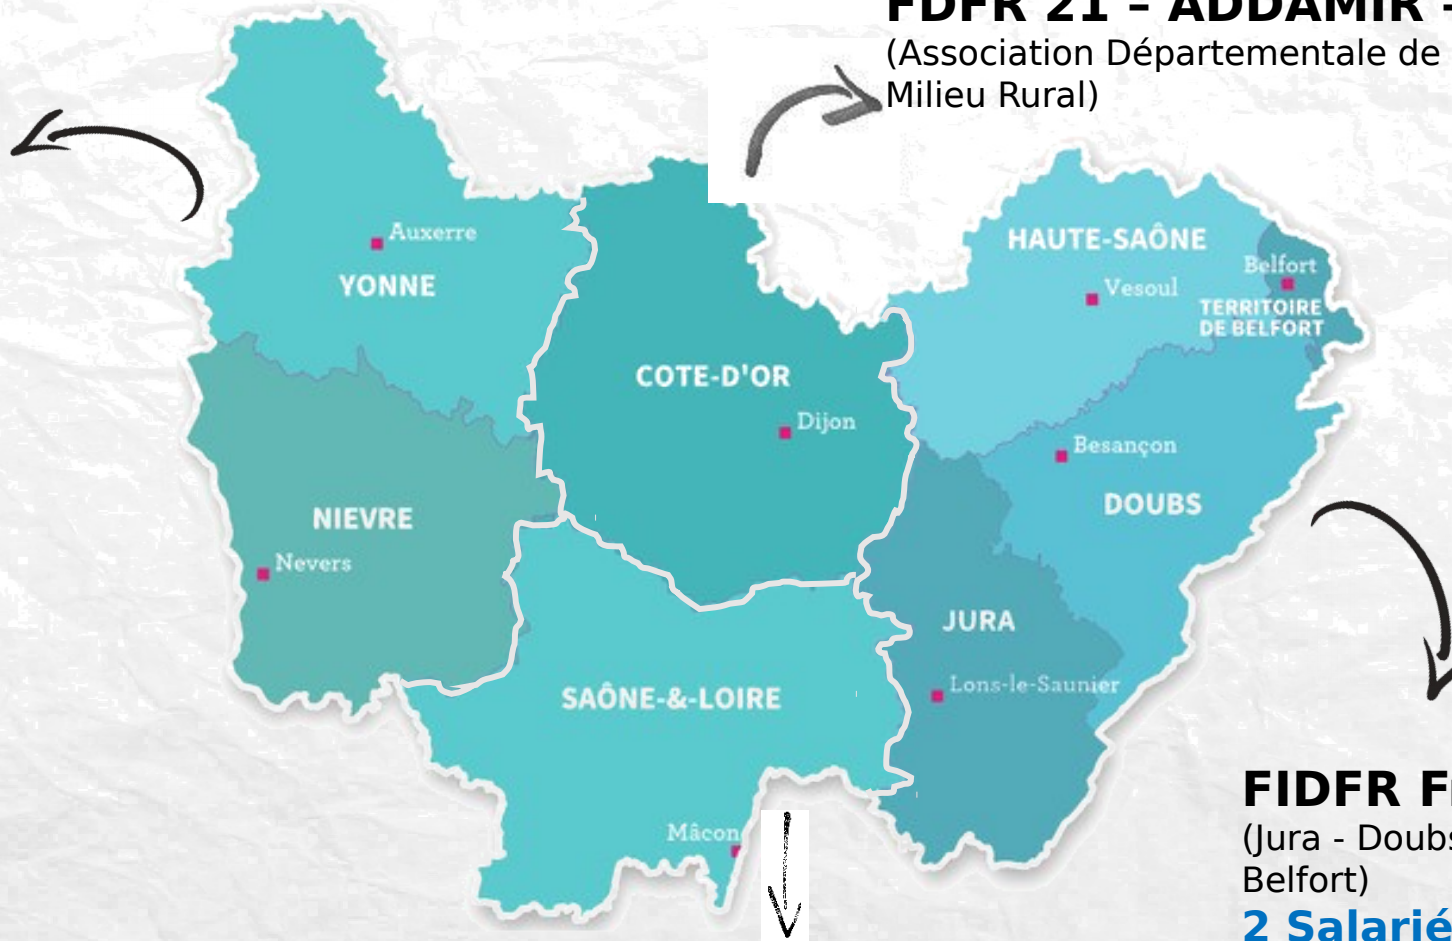 FDFR 21 – ADDAMIR -
(Association Départementale de
Milieu Rural)
Auxerre
YONNE
HAUTE-SAÔNE
Belfort
Vesoul
TERRITOIRE
DE BELFORT
COTE-D'OR
Dijon
Besançon
DOUBS
NIEVRE
Nevers
JURA
Lons-le-Saunier
SAÔNE-&-LOIRE
Mâcon
FIDFR
(Jura - Doubs
Belfort)
2 Salarié